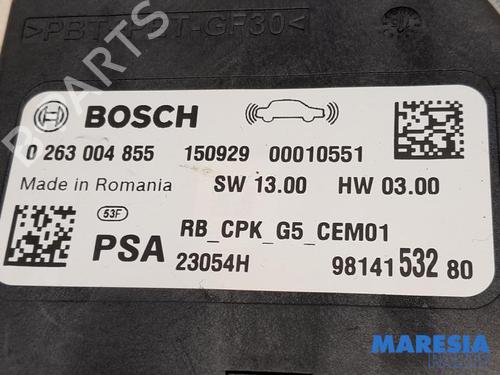 >PBT+PET-GF30<
BOSCH
0 263 004 855 150929 00010551
Made in Romania SW 13.00 HW 03.00
53F
PSA RB_CPK_G5_CEM01
23054H 98141 532 80
MARESIA